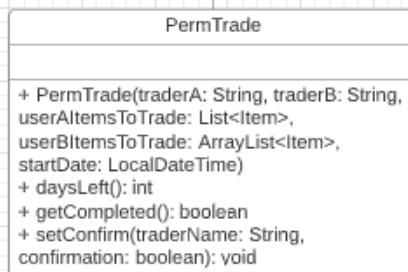 PermTrade
+ PermTrade(traderA: String, traderB: String,
userAItemsToTrade: List<Item>,
userBItemsToTrade: ArrayList<Item>,
startDate: LocalDateTime)
+ daysLeft(): int
+ getCompleted(): boolean
+ setConfirm(traderName: String,
confirmation: boolean): void